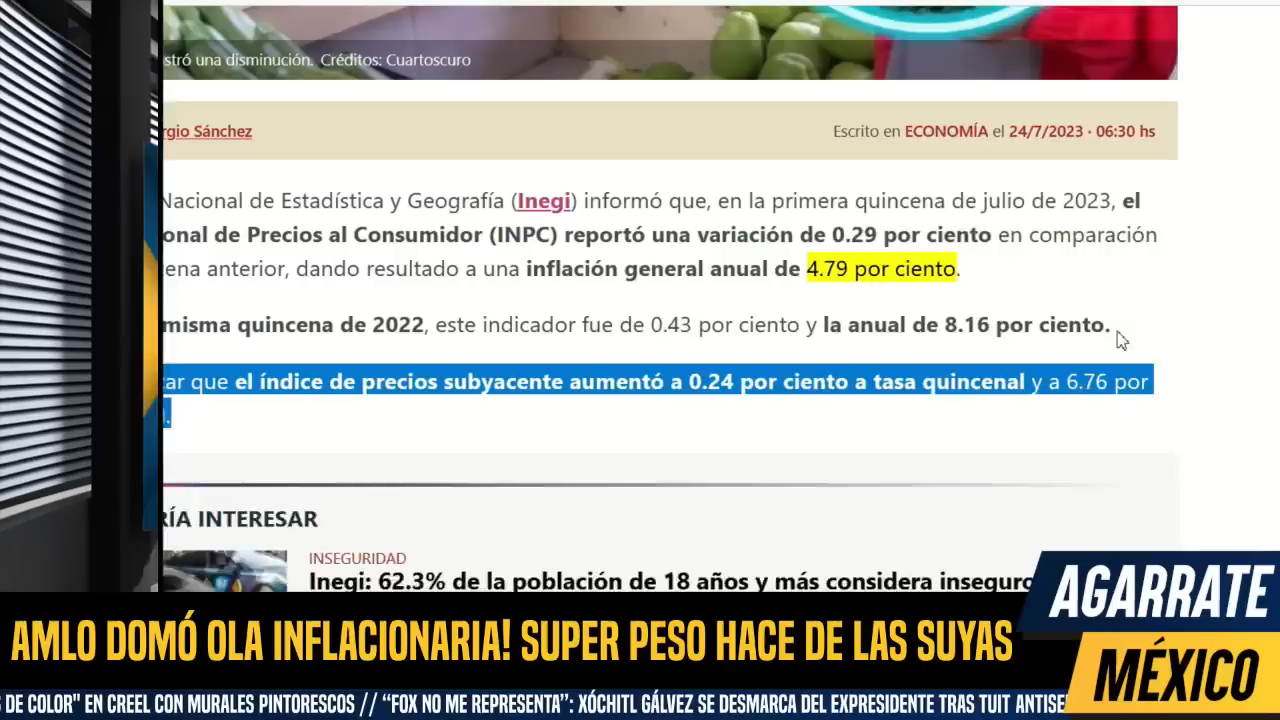 stró una disminución. Créditos: Cuartoscuro
rgio Sánchez
Escrito en ECONOMÍA el 24/7/2023 · 06:30 hs
Nacional de Estadística y Geografía (Inegi) informó que, en la primera quincena de julio de 2023, el
onal de Precios al Consumidor (INPC) reportó una variación de 0.29 por ciento en comparación
ena anterior, dando resultado a una inflación general anual de 4.79 por ciento.
misma quincena de 2022, este indicador fue de 0.43 por ciento y la anual de 8.16 por ciento.
car que el índice de precios subyacente aumentó a 0.24 por ciento a tasa quincenal y a 6.76 por
RÍA INTERESAR
INSEGURIDAD
Inegi: 62.3% de la población de 18 años y más considera inseguro
AGARRATE
MÉXICO
AMLO DOMÓ OLA INFLACIONARIA! SUPER PESO HACE DE LAS SUYAS
S DE COLOR" EN CREEL CON MURALES PINTORESCOS // “FOX NO ME REPRESENTA”: XÓCHITL GÁLVEZ SE DESMARCA DEL EXPRESIDENTE TRAS TUIT ANTISE